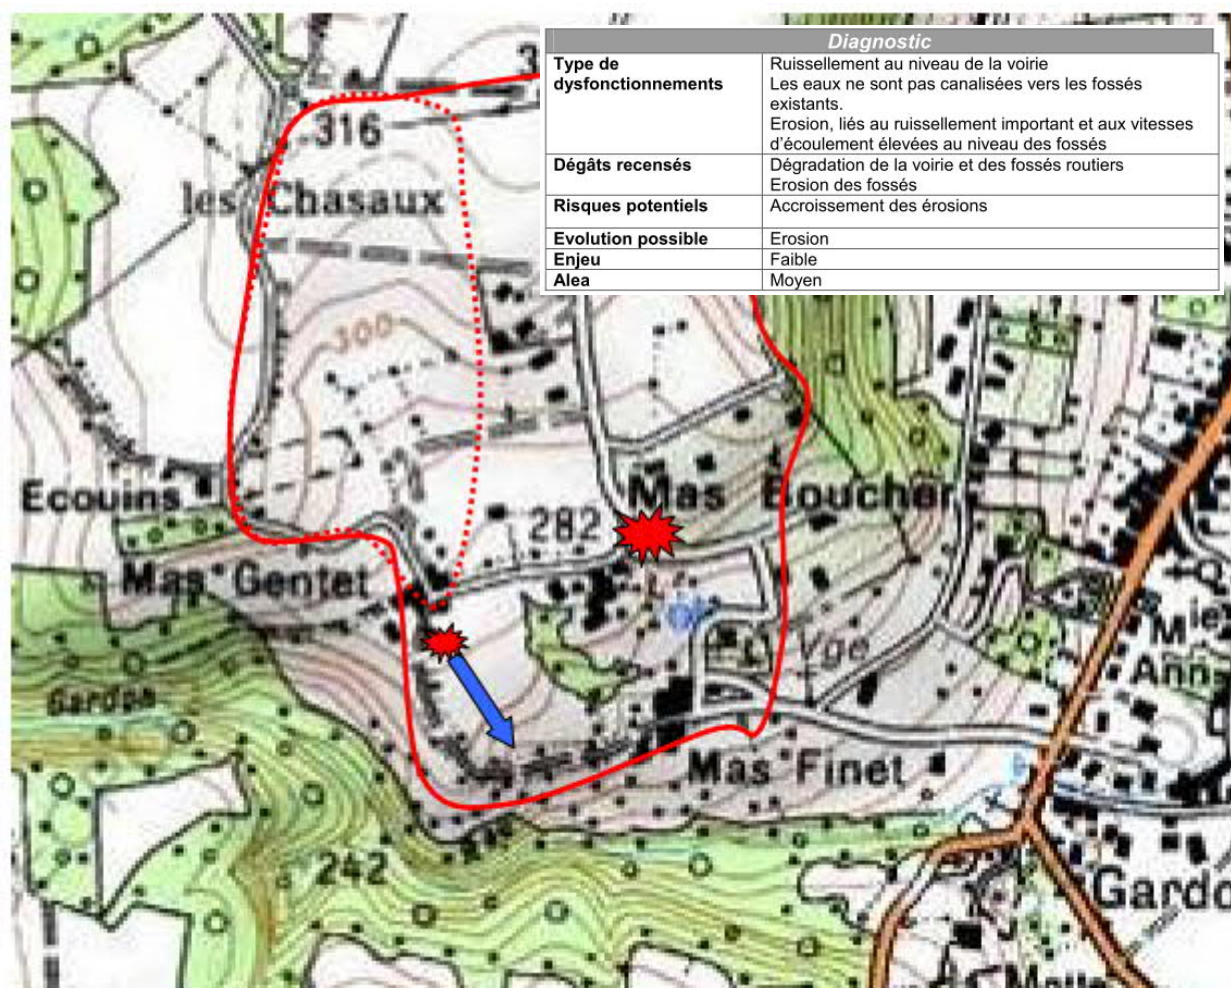 Diagnostic
Type de dysfonctionnements
Ruissellement au niveau de la voirie
Les eaux ne sont pas canalisées vers les fossés
existants.
Erosion, liés au ruissellement important et aux vitesses
d'écoulement élevées au niveau des fossés
Dégâts recensés
Dégradation de la voirie et des fossés routiers
Erosion des fossés
Risques potentiels
Accroissement des érosions
Evolution possible
Erosion
Enjeu
Faible
Alea
Moyen
316
les Chasaux
300
Ecouins
282
Mas Boucher
Mas Gentet
Vge
Gardon
Mas Finet
242